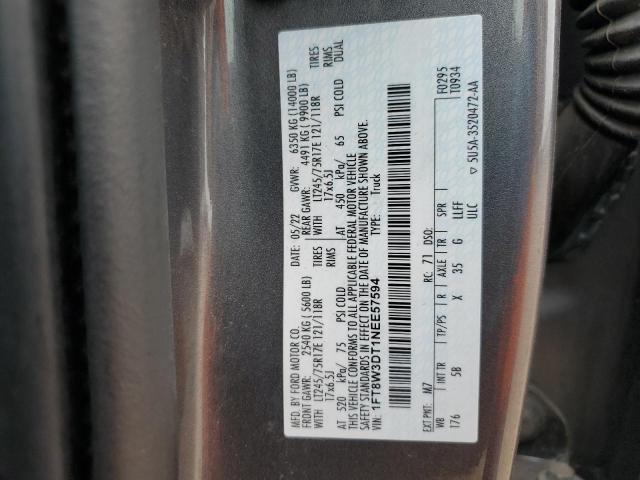 MFD. BY FORD MOTOR CO.
DATE: 05/22 GVWR: 6350 KG (14000 LB)
FRONT GAWR: 2540 KG (5600 LB)
REAR GAWR: 4491 KG (9900 LB)
WITH LT245/75R17E 121/118R TIRES
WITH LT245/75R17E 121/118R TIRES
17x6.5J RIMS
17x6.5J RIMS
AT 520 kPa/ 75 PSI COLD
AT 450 kPa/ 65 PSI COLD DUAL
THIS VEHICLE CONFORMS TO ALL APPLICABLE FEDERAL MOTOR VEHICLE
SAFETY STANDARDS IN EFFECT ON THE DATE OF MANUFACTURE SHOWN ABOVE.
VIN: 1FT8W3DT1NEE57594
TYPE: Truck
F0295
T0934
EXT PNT: M7 RC: 71 DSO:
WB INT TR TP/PS R AXLE TR SPR
176 5B X 35 G LLFF
ULC
▽ 5U5A-3520472-AA